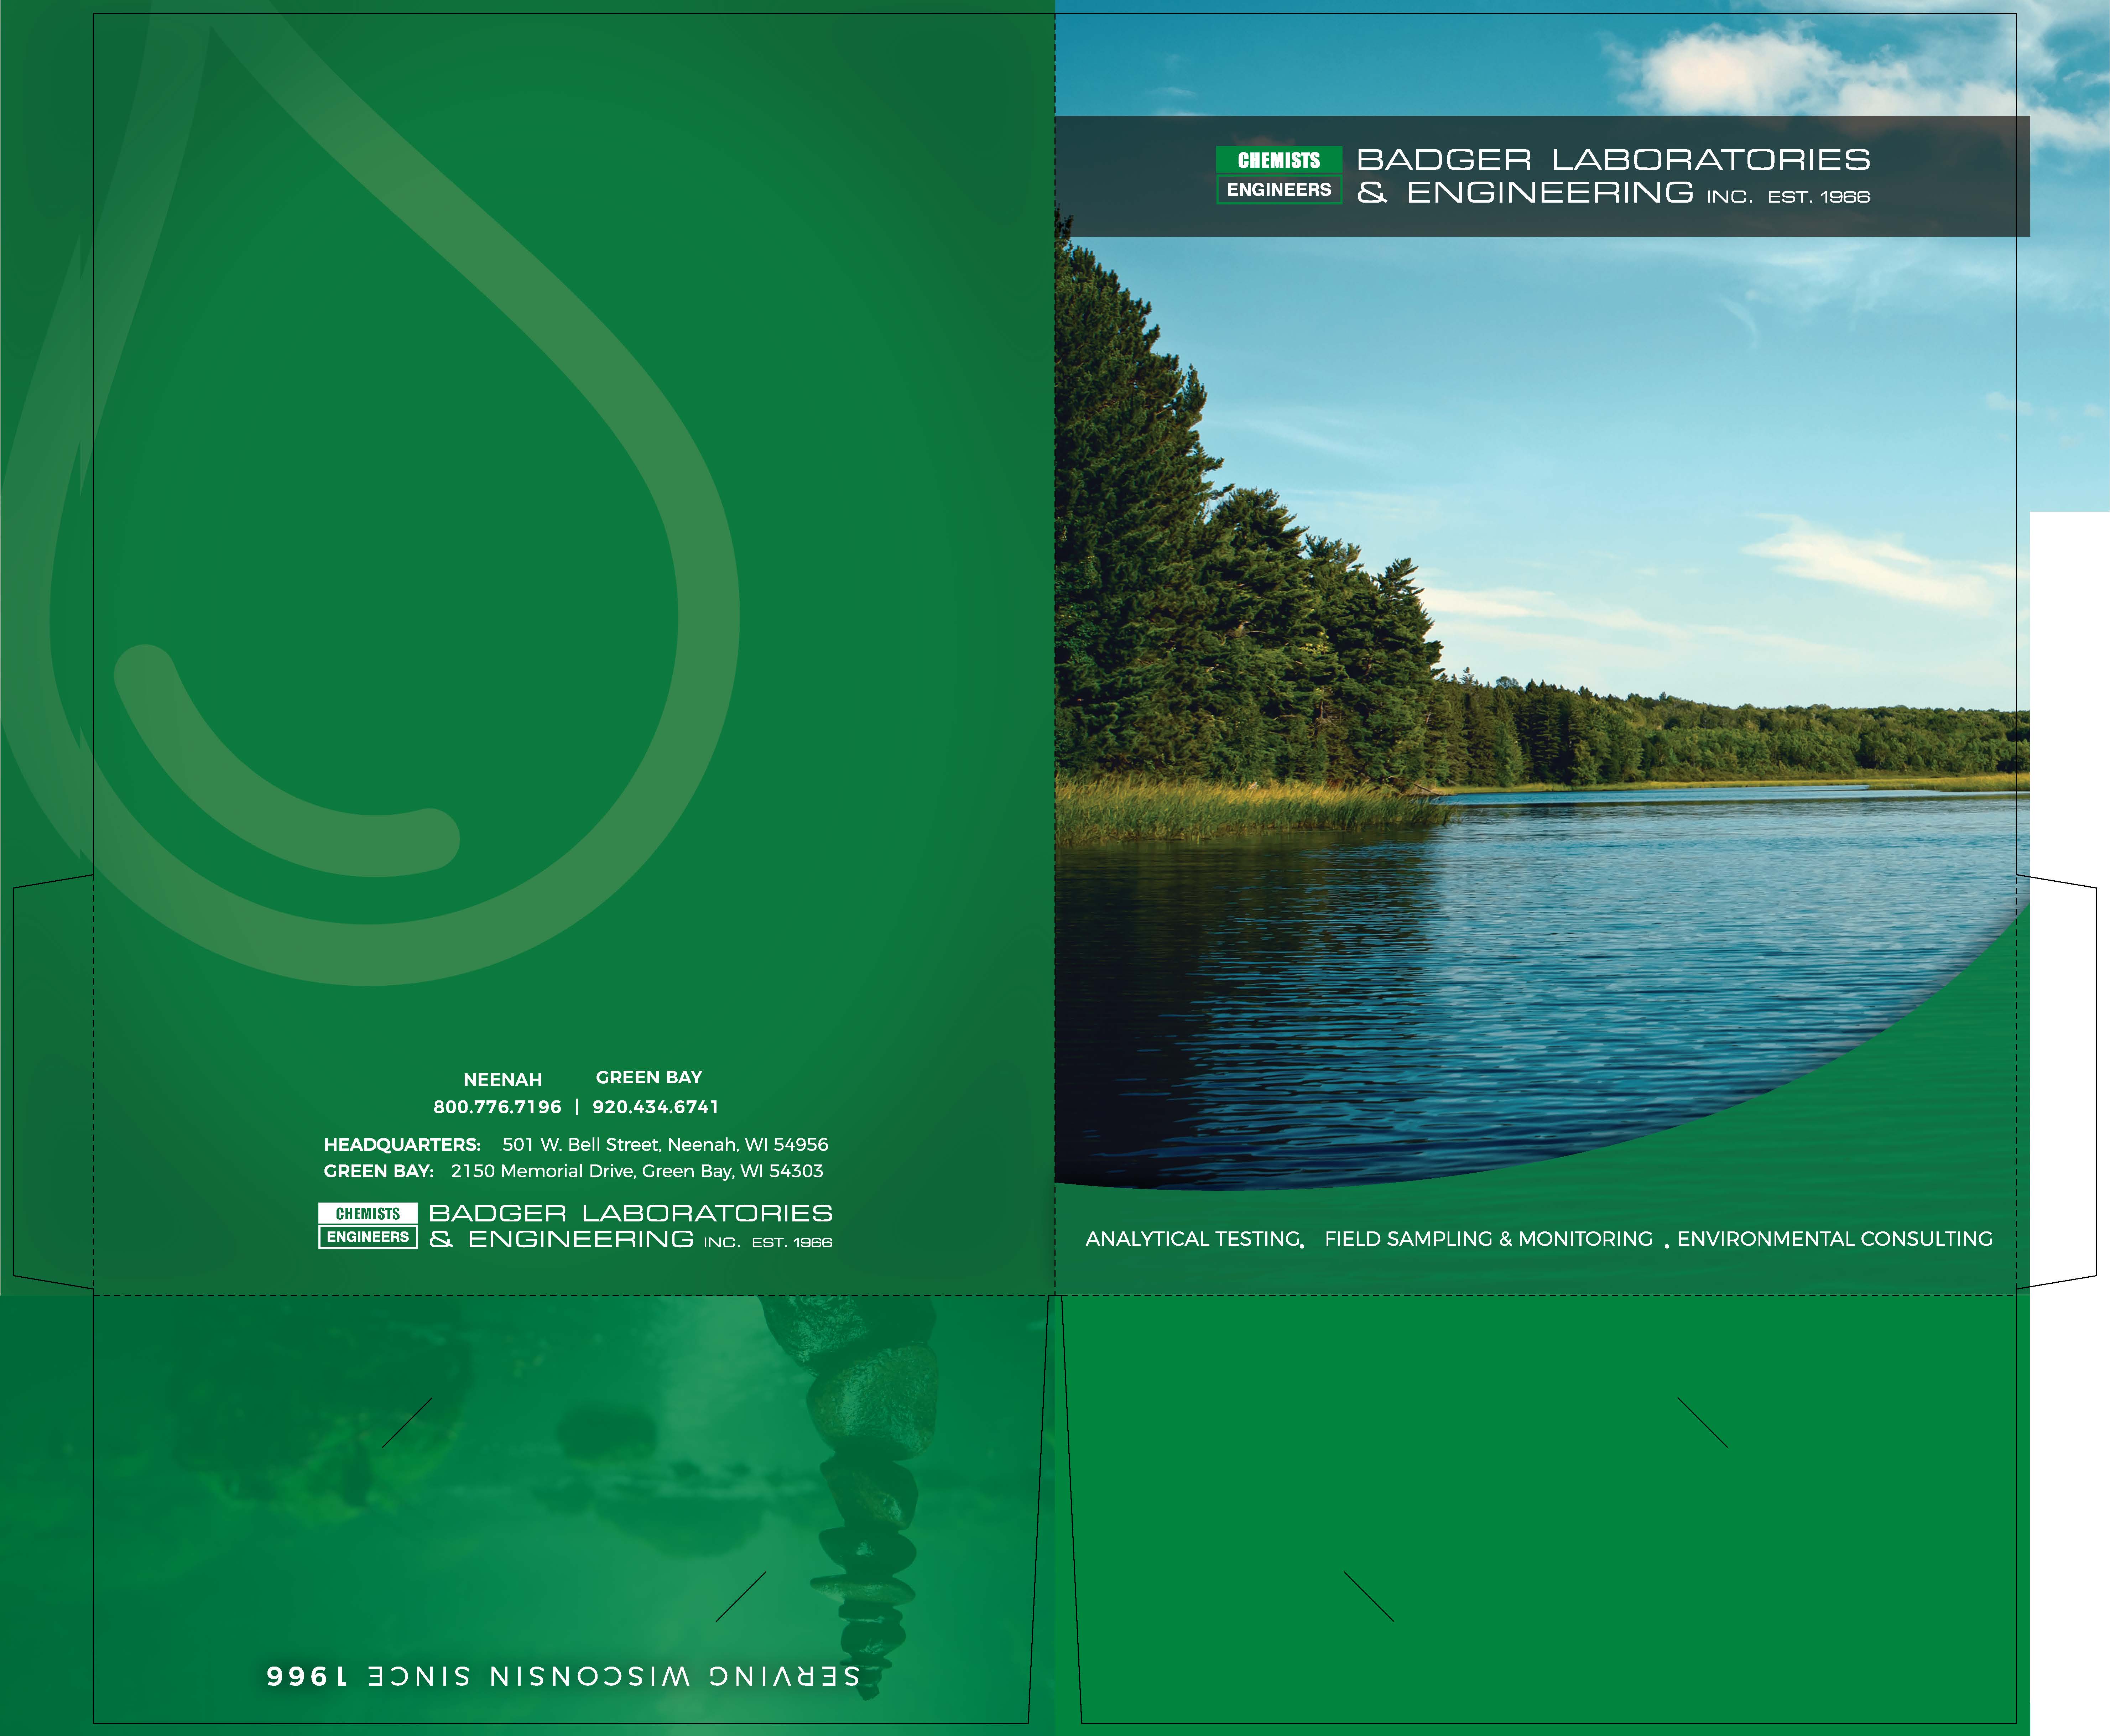 NEENAH
GREEN BAY
800.776.7196 | 920.434.6741
HEADQUARTERS: 501 W. Bell Street, Neenah, WI 54956
GREEN BAY: 2150 Memorial Drive, Green Bay, WI 54303
CHEMISTS
ENGINEERS
BADGER LABORATORIES
& ENGINEERING INC. EST. 1966
CHEMISTS
ENGINEERS
BADGER LABORATORIES
& ENGINEERING INC. EST. 1966
ANALYTICAL TESTING. FIELD SAMPLING & MONITORING . ENVIRONMENTAL CONSULTING
SERVING WISCONSIN SINCE 1966